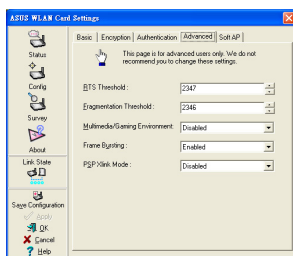 ASUS WLAN Card Settings
Status
Config
Survey
About
Link State
Save Configuration
Apply
OK
Cancel
Help
Basic
Encryption
Authentication
Advanced
Soft AP
This page is for advanced users only. We do not
recommend you to change these settings.
RTS Threshold :
2347
Fragmentation Threshold :
2346
Multimedia/Gaming Environment:
Disabled
Frame Bursting :
Enabled
PSP Xlink Mode :
Disabled